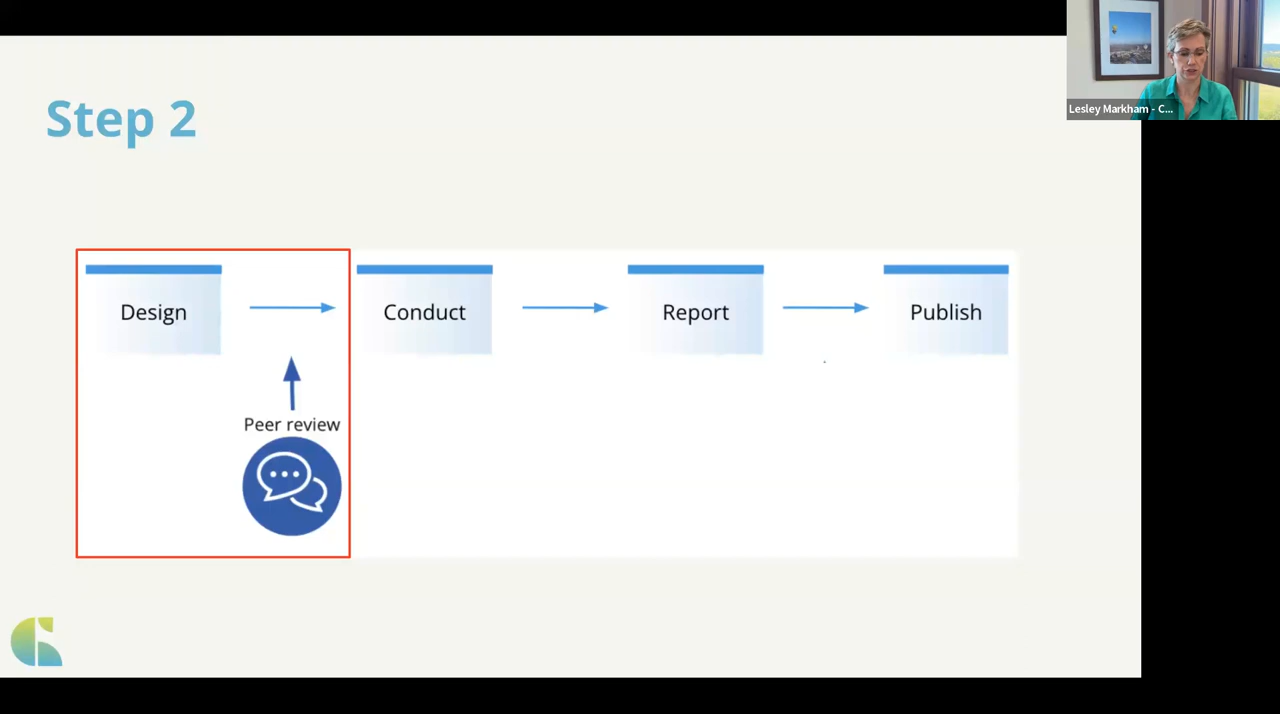 Lesley Markham - C...
Step 2
Design
Conduct
Report
Publish
Peer review